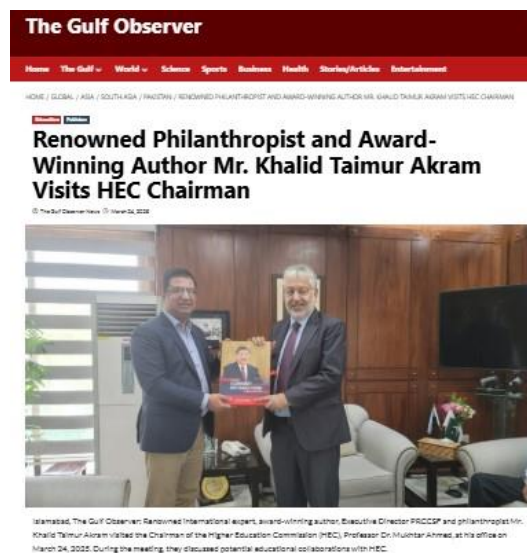 The Gulf Observer
Home The Gulf World Science Sports Business Health Stories/Articles Entertainment
HOME / GLOBAL / ASIA / SOUTH ASIA / PAKISTAN / RENOWNED PHILANTHROPIST AND AWARD-WINNING AUTHOR MR. KHALID TAIMUR AKRAM VISITS HEC CHAIRMAN
Education Pakistan
Renowned Philanthropist and Award-
Winning Author Mr. Khalid Taimur Akram
Visits HEC Chairman
The Gulf Observer News March 24, 2025
Islamabad, The Gulf Observer: Renowned international expert, award-winning author, Executive Director PRCCSF and philanthropist Mr.
Khalid Taimur Akram visited the Chairman of the Higher Education Commission (HEC), Professor Dr. Mukhtar Ahmed, at his office on
March 24, 2025. During the meeting, they discussed potential educational collaborations with HEC.